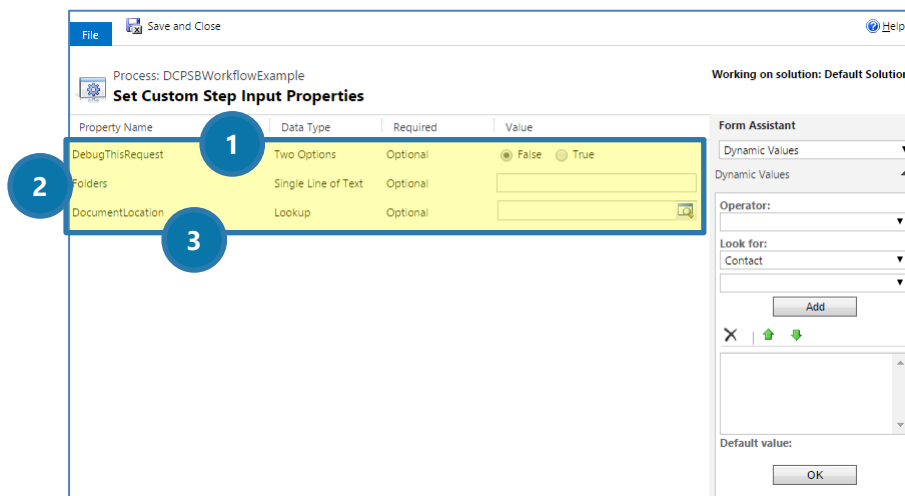 File
Save and Close
Help
Process: DCPSBWorkflowExample
Working on solution: Default Solution
Set Custom Step Input Properties
Property Name Data Type Required Value
Form Assistant
1
DebugThisRequest Two Options Optional False True
Dynamic Values
Dynamic Values
2
Folders Single Line of Text Optional
DocumentLocation Lookup Optional
Operator:
3
Look for:
Contact
Add
Default value:
OK